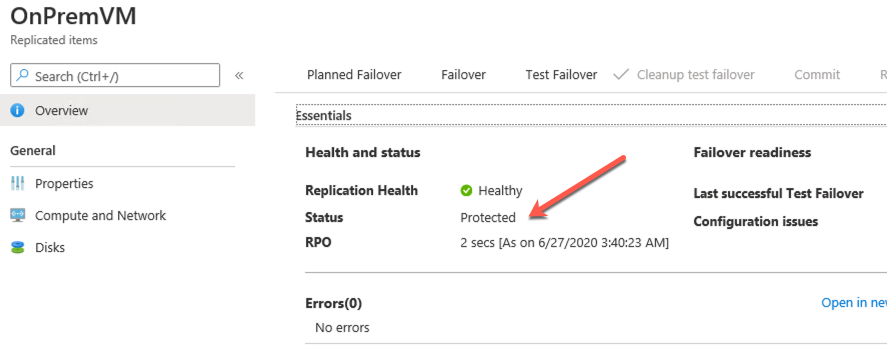 OnPremVM
Replicated items
Search (Ctrl+/)
«
Planned Failover Failover Test Failover Cleanup test failover Commit R
Overview
Essentials
General
Health and status Failover readiness
Properties
Replication Health Healthy Last successful Test Failover
Compute and Network
Status Protected Configuration issues
Disks
RPO 2 secs [As on 6/27/2020 3:40:23 AM]
Errors(0) Open in new
No errors